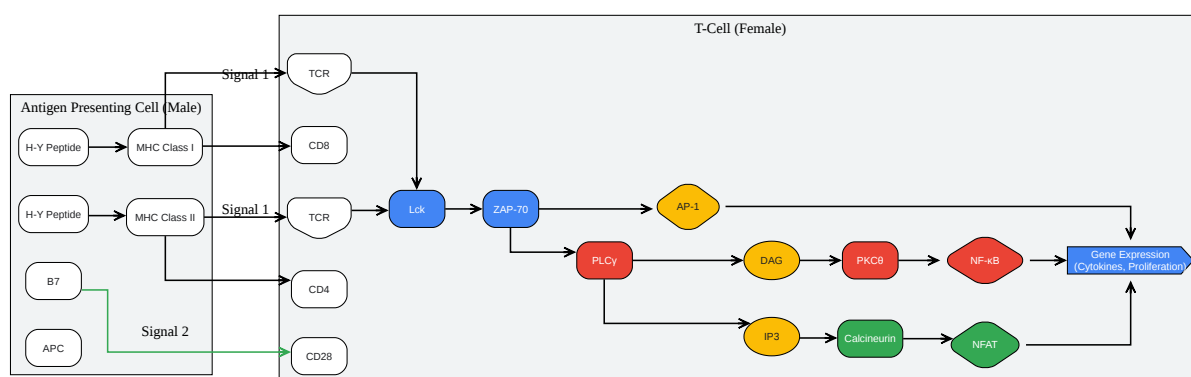 T-Cell (Female)
Signal 1
TCR
Antigen Presenting Cell (Male)
H-Y Peptide
MHC Class I
CD8
H-Y Peptide
MHC Class II
Signal 1
TCR
Lck
ZAP-70
AP-1
B7
CD4
PLCγ
DAG
PKCθ
NF-κB
Gene Expression
(Cytokines, Proliferation)
Signal 2
APC
CD28
IP3
Calcineurin
NFAT